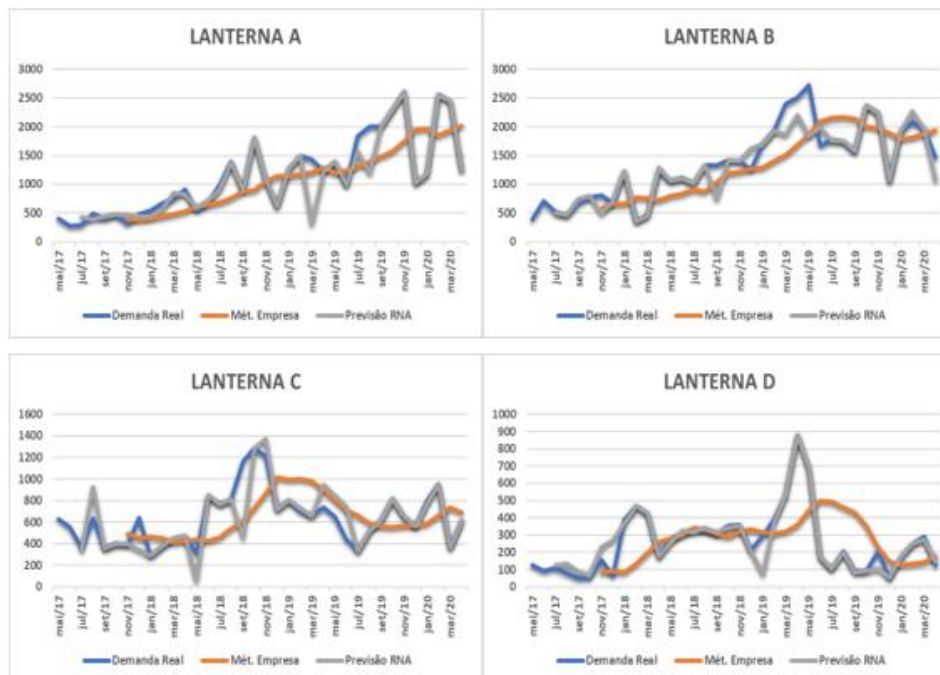 LANTERNA A
3000
2500
2000
1500
1000
500
0
mai/17 jul/17 set/17 nov/17 jan/18 mar/18 mai/18 jul/18 set/18 nov/18 jan/19 mar/19 mai/19 jul/19 set/19 nov/19 jan/20 mar/20
Demanda Real Mét. Empresa Previsão RNA
LANTERNA B
3000
2500
2000
1500
1000
500
0
mai/17 jul/17 set/17 nov/17 jan/18 mar/18 mai/18 jul/18 set/18 nov/18 jan/19 mar/19 mai/19 jul/19 set/19 nov/19 jan/20 mar/20
Demanda Real Mét. Empresa Previsão RNA
LANTERNA C
1600
1400
1200
1000
800
600
400
200
0
mai/17 jul/17 set/17 nov/17 jan/18 mar/18 mai/18 jul/18 set/18 nov/18 jan/19 mar/19 mai/19 jul/19 set/19 nov/19 jan/20 mar/20
Demanda Real Mét. Empresa Previsão RNA
LANTERNA D
1000
900
800
700
600
500
400
300
200
100
0
mai/17 jul/17 set/17 nov/17 jan/18 mar/18 mai/18 jul/18 set/18 nov/18 jan/19 mar/19 mai/19 jul/19 set/19 nov/19 jan/20 mar/20
Demanda Real Mét. Empresa Previsão RNA